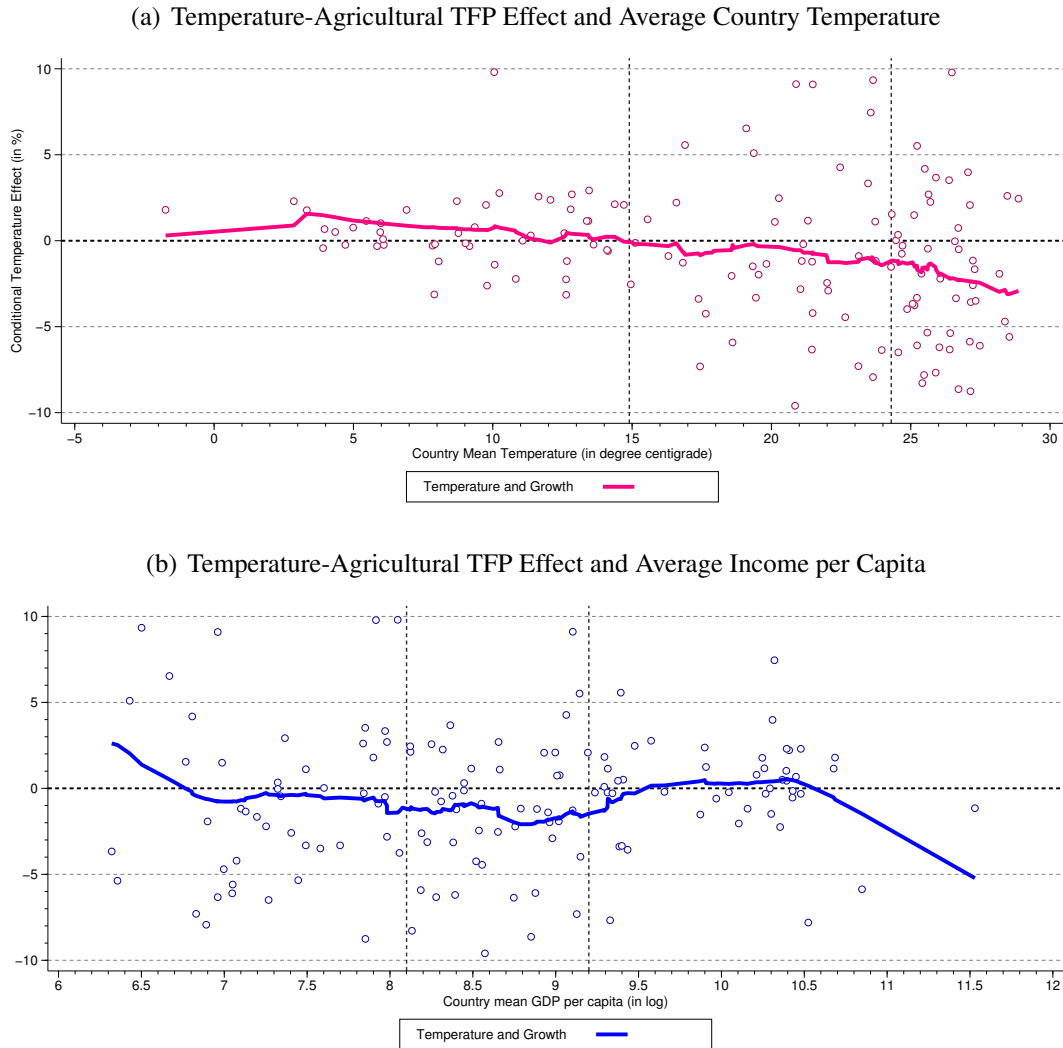 (a) Temperature-Agricultural TFP Effect and Average Country Temperature
Conditional Temperature Effect (in %)
10
5
0
−5
−10
−5 0 5 10 15 20 25 30
Country Mean Temperature (in degree centigrade)
Temperature and Growth
(b) Temperature-Agricultural TFP Effect and Average Income per Capita
10
5
0
−5
−10
6 6.5 7 7.5 8 8.5 9 9.5 10 10.5 11 11.5 12
Country mean GDP per capita (in log)
Temperature and Growth